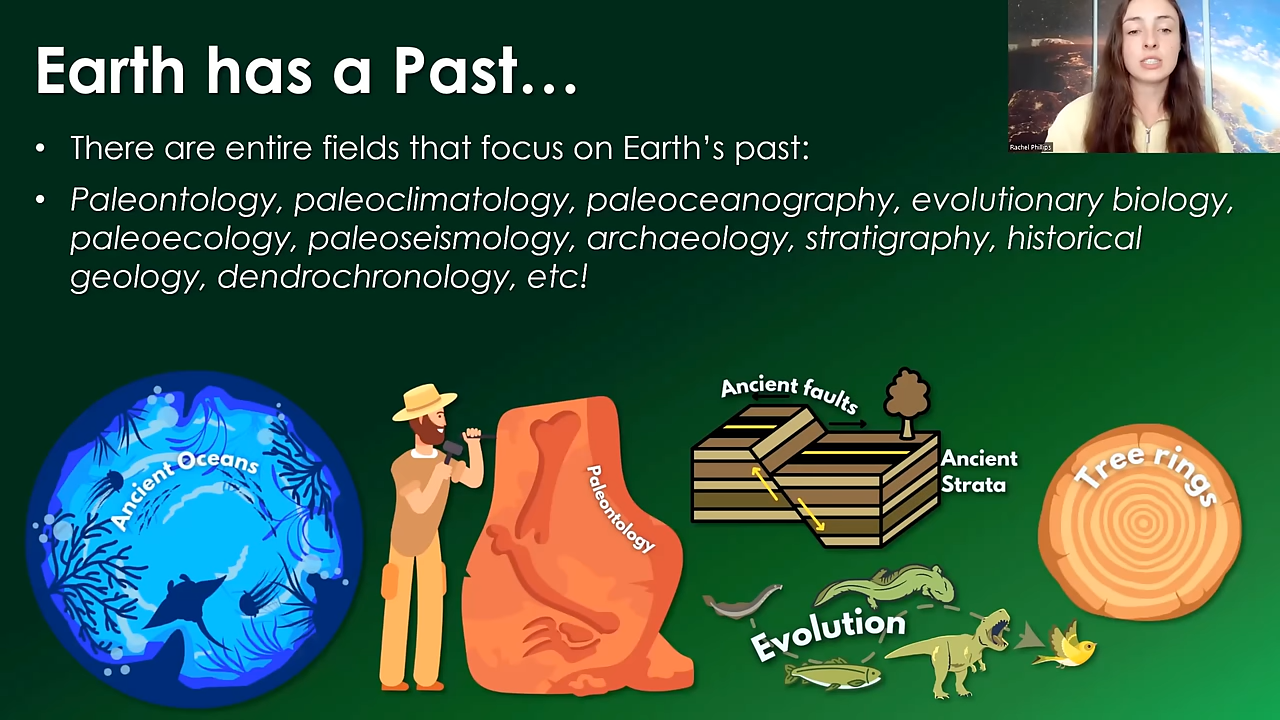 Earth has a Past…
Rachel Phillips
• There are entire fields that focus on Earth’s past:
• Paleontology, paleoclimatology, paleoceanography, evolutionary biology,
paleoecology, paleoseismology, archaeology, stratigraphy, historical
geology, dendrochronology, etc!
Ancient Oceans
Paleontology
Ancient faults
Ancient
Strata
Tree rings
Evolution